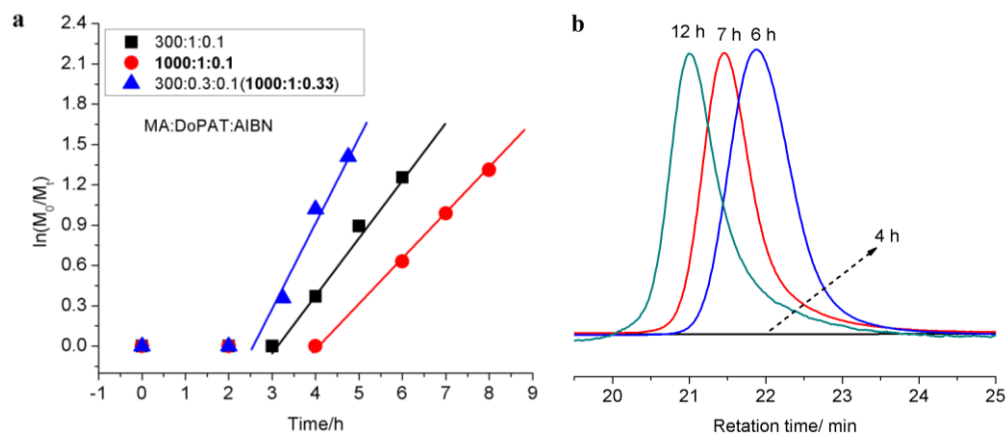 a
2.4
2.1
1.8
1.5
1.2
0.9
0.6
0.3
0.0
ln(M₀/Mₜ)
300:1:0.1
1000:1:0.1
300:0.3:0.1(1000:1:0.33)
MA:DoPAT:AIBN
-1 0 1 2 3 4 5 6 7 8 9
Time/h
b
12 h 7 h 6 h
4 h
20 21 22 23 24 25
Retation time/ min